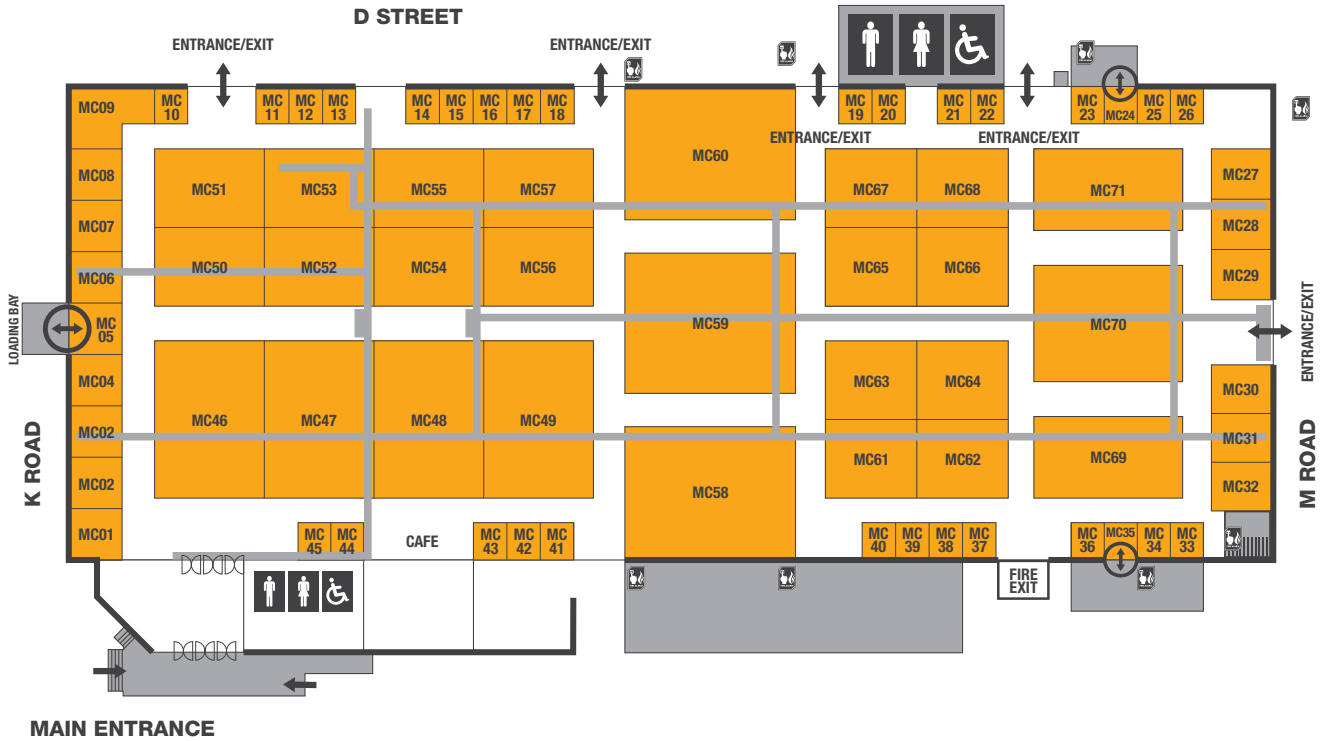 D STREET
ENTRANCE/EXIT
ENTRANCE/EXIT
MC09
MC
10
MC
11
MC
12
MC
13
MC
14
MC
15
MC
16
MC
17
MC
18
MC
19
MC
20
MC
21
MC
22
MC
23
MC24
MC
25
MC
26
ENTRANCE/EXIT
ENTRANCE/EXIT
MC60
MC08
MC51
MC53
MC55
MC57
MC67
MC68
MC71
MC27
MC07
MC28
MC06
MC50
MC52
MC54
MC56
MC65
MC66
MC29
LOADING BAY
MC
05
MC59
MC70
ENTRANCE/EXIT
MC04
MC63
MC64
MC30
MC02
MC46
MC47
MC48
MC49
MC31
K ROAD
MC61
MC62
MC69
M ROAD
MC02
MC58
MC32
MC01
MC
45
MC
44
CAFE
MC
43
MC
42
MC
41
MC
40
MC
39
MC
38
MC
37
MC
36
MC35
MC
34
MC
33
FIRE
EXIT
MAIN ENTRANCE